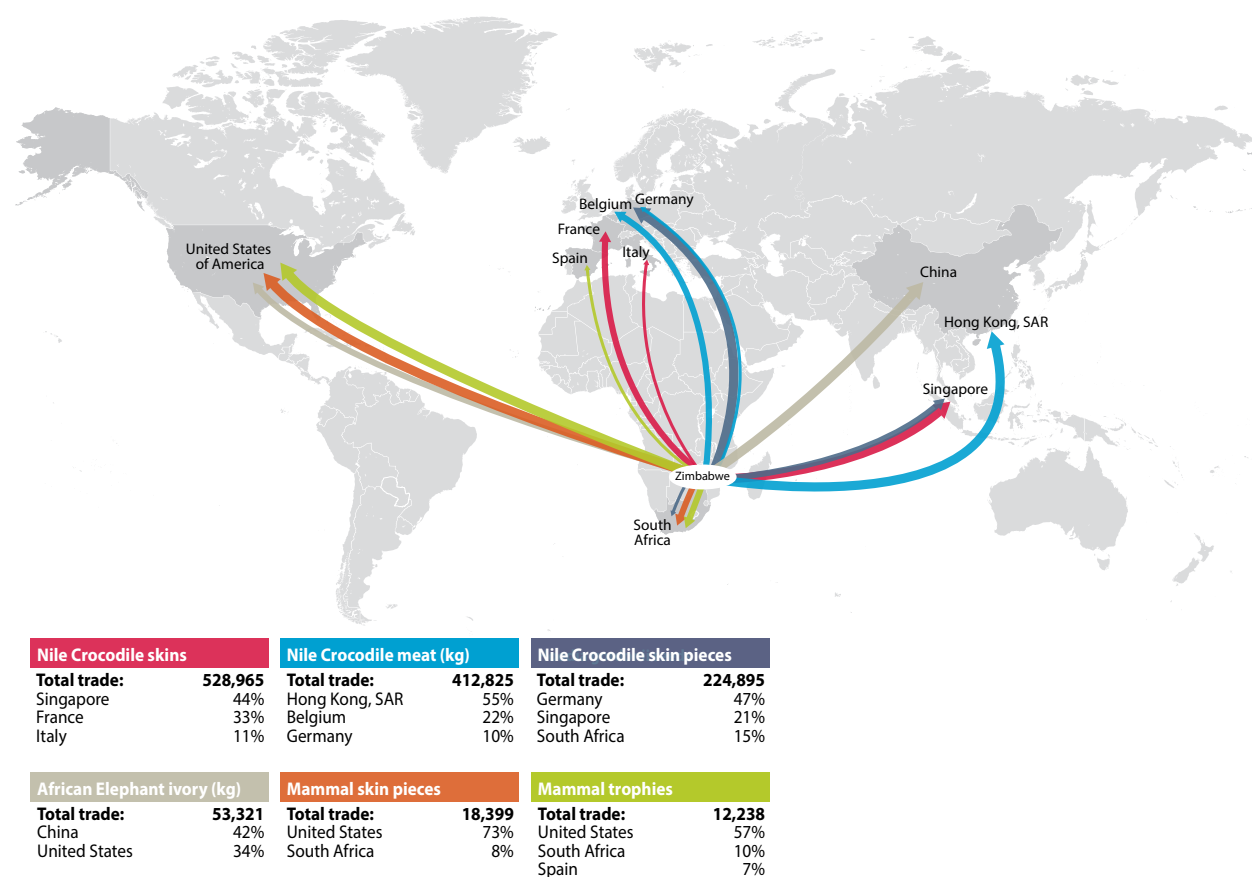 Belgium
Germany
France
Spain
Italy
United States
of America
China
Hong Kong, SAR
Singapore
Zimbabwe
South
Africa
Nile Crocodile skins
Total trade: 528,965
Singapore 44%
France 33%
Italy 11%
Nile Crocodile meat (kg)
Total trade: 412,825
Hong Kong, SAR 55%
Belgium 22%
Germany 10%
Nile Crocodile skin pieces
Total trade: 224,895
Germany 47%
Singapore 21%
South Africa 15%
African Elephant ivory (kg)
Total trade: 53,321
China 42%
United States 34%
Mammal skin pieces
Total trade: 18,399
United States 73%
South Africa 8%
Mammal trophies
Total trade: 12,238
United States 57%
South Africa 10%
Spain 7%